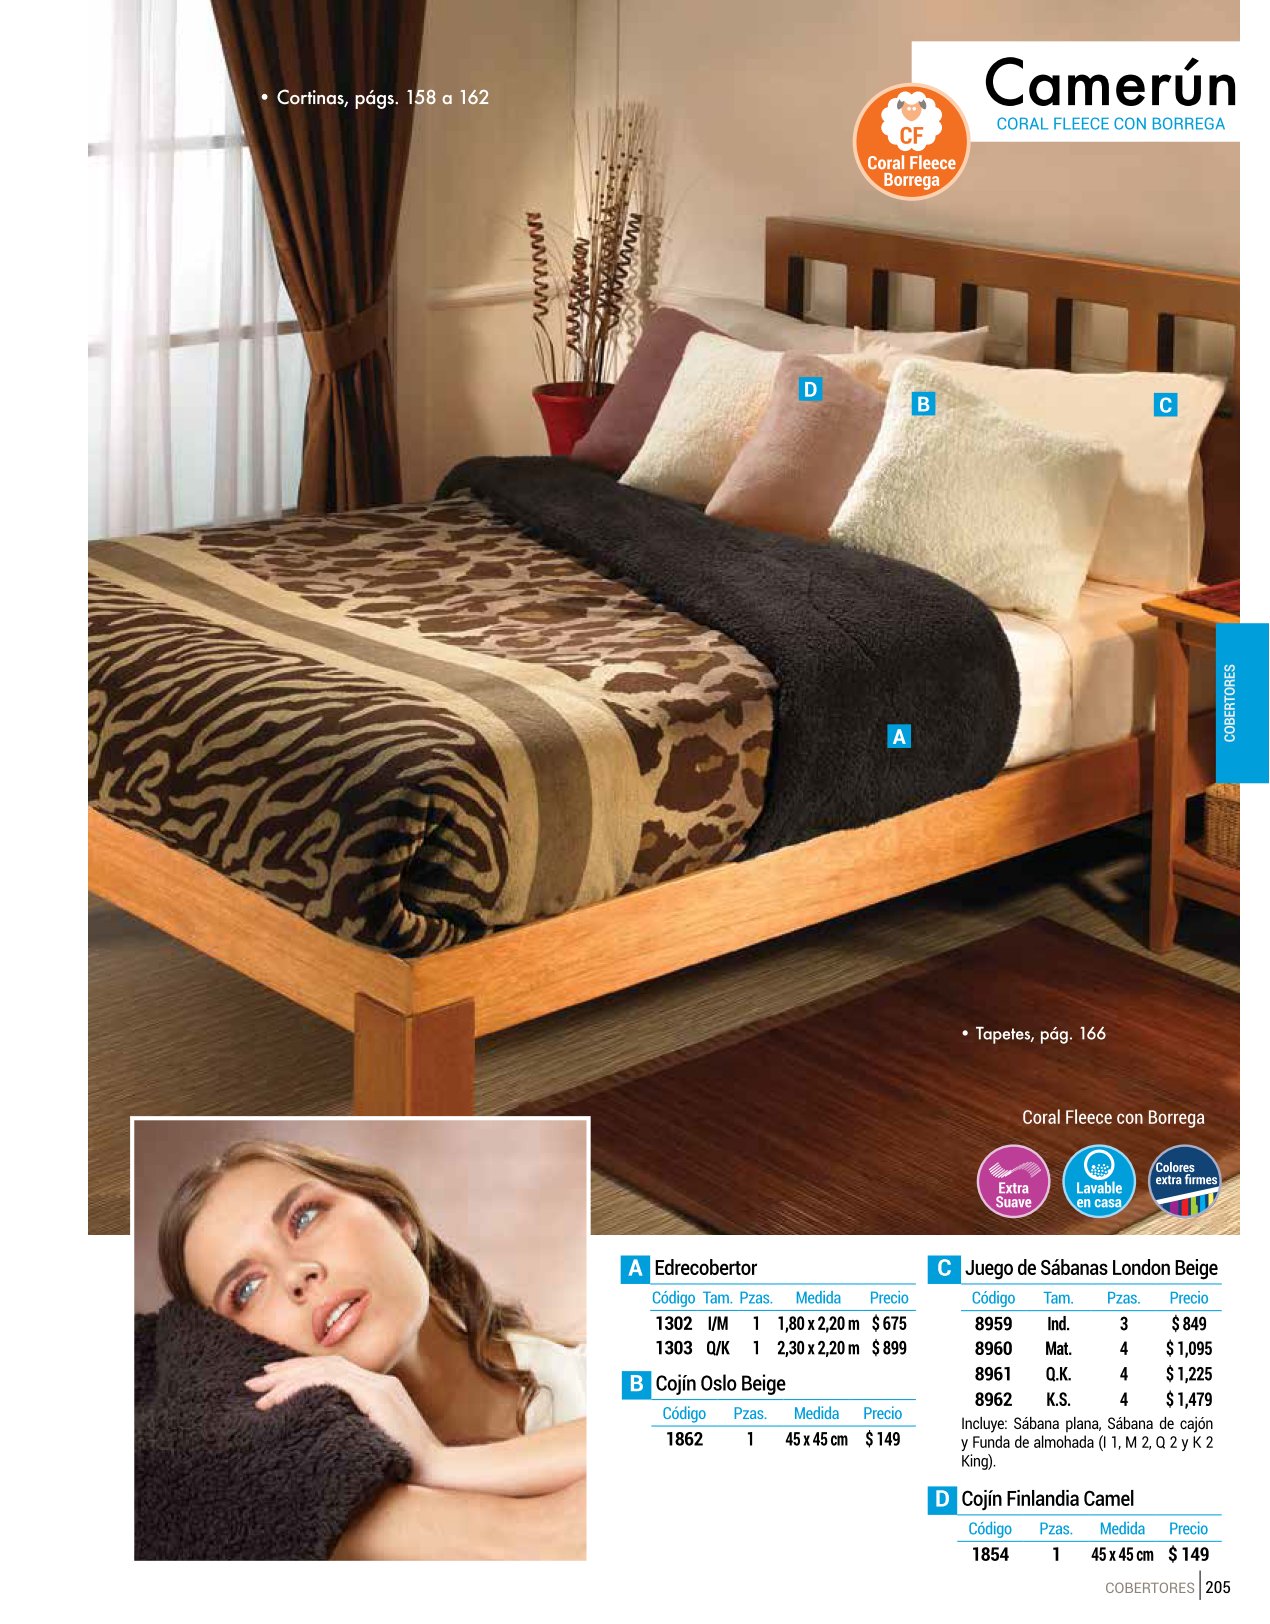 • Cortinas, págs. 158 a 162
Camerún
CORAL FLEECE CON BORREGA
CF
Coral Fleece
Borrega
D
B
C
A
COBERTORES
• Tapetes, pág. 166
Coral Fleece con Borrega
Extra
Suave
Lavable
en casa
Colores
extra firmes
A Edrecobertor
Código Tam. Pzas. Medida Precio
1302 I/M 1 1,80 x 2,20 m $ 675
1303 Q/K 1 2,30 x 2,20 m $ 899
B Cojín Oslo Beige
Código Pzas. Medida Precio
1862 1 45 x 45 cm $ 149
C Juego de Sábanas London Beige
Código Tam. Pzas. Precio
8959 Ind. 3 $ 849
8960 Mat. 4 $ 1,095
8961 Q.K. 4 $ 1,225
8962 K.S. 4 $ 1,479
Incluye: Sábana plana, Sábana de cajón
y Funda de almohada (I 1, M 2, Q 2 y K 2
King).
D Cojín Finlandia Camel
Código Pzas. Medida Precio
1854 1 45 x 45 cm $ 149
COBERTORES 205